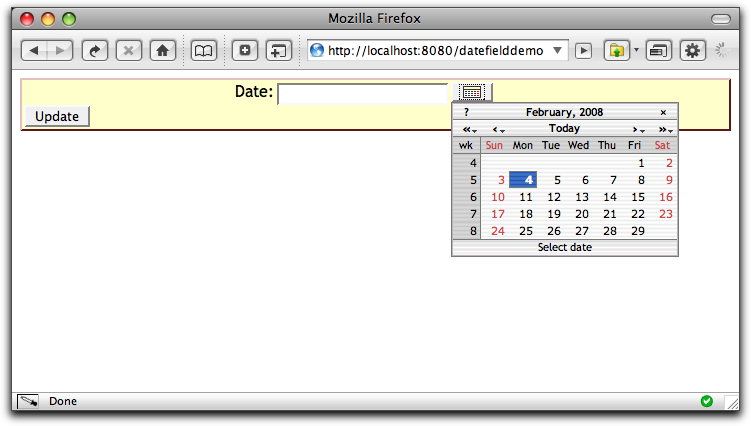 Mozilla Firefox
http://localhost:8080/datefielddemo
Date:
Update
? February, 2008 ×
« ‹ Today › »
wk Sun Mon Tue Wed Thu Fri Sat
4 1 2
5 3 4 5 6 7 8 9
6 10 11 12 13 14 15 16
7 17 18 19 20 21 22 23
8 24 25 26 27 28 29
Select date
Done